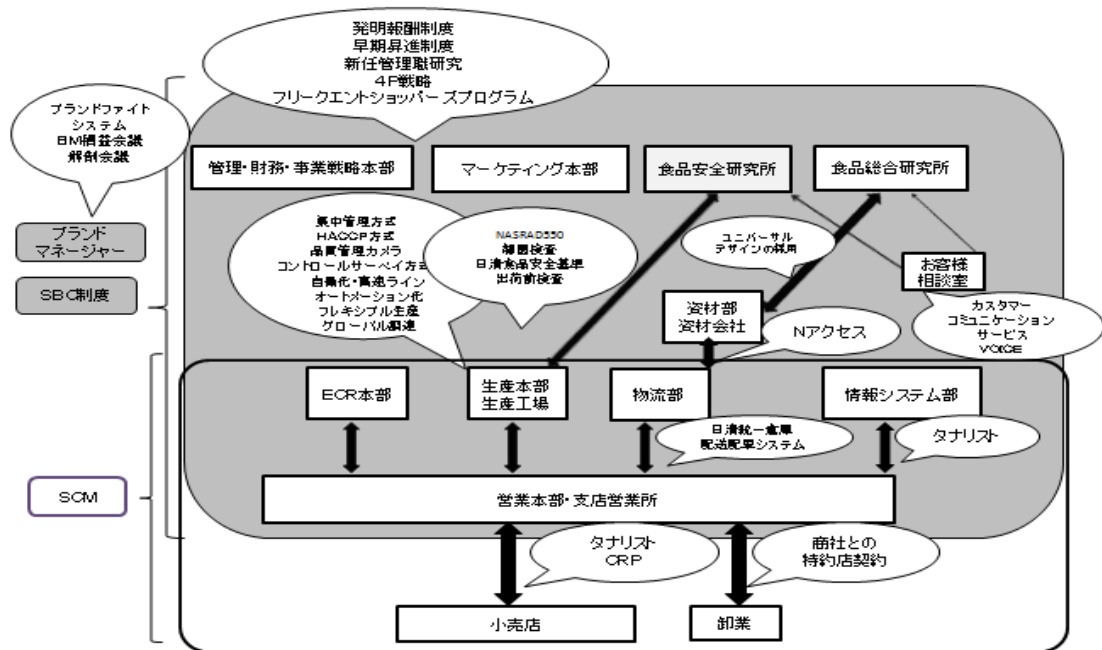 発明報酬制度
早期昇進制度
新任管理職研究
4P戦略
フリークエントショッパーズプログラム
ブランドファイト
システム
BM損益会議
解剖会議
管理・財務・事業戦略本部
マーケティング本部
食品安全研究所
食品総合研究所
集中管理方式
HACCP方式
品質管理カメラ
コントロールサーベイ方式
自働化・高速ライン
オートメーション化
フレキシブル生産
グローバル調達
NASRAD550
細菌検査
日清食品安全基準
出荷前検査
ユニバーサル
デザインの採用
ブランド
マネージャー
SBC制度
お客様
相談室
カスタマー
コミュニケーション
サービス
VOICE
資材部
資材会社
Nアクセス
ECR本部
生産本部
生産工場
物流部
情報システム部
日清統一倉庫
配送配車システム
タナリスト
SCM
営業本部・支店営業所
タナリスト
CRP
商社との
特約店契約
小売店
卸業